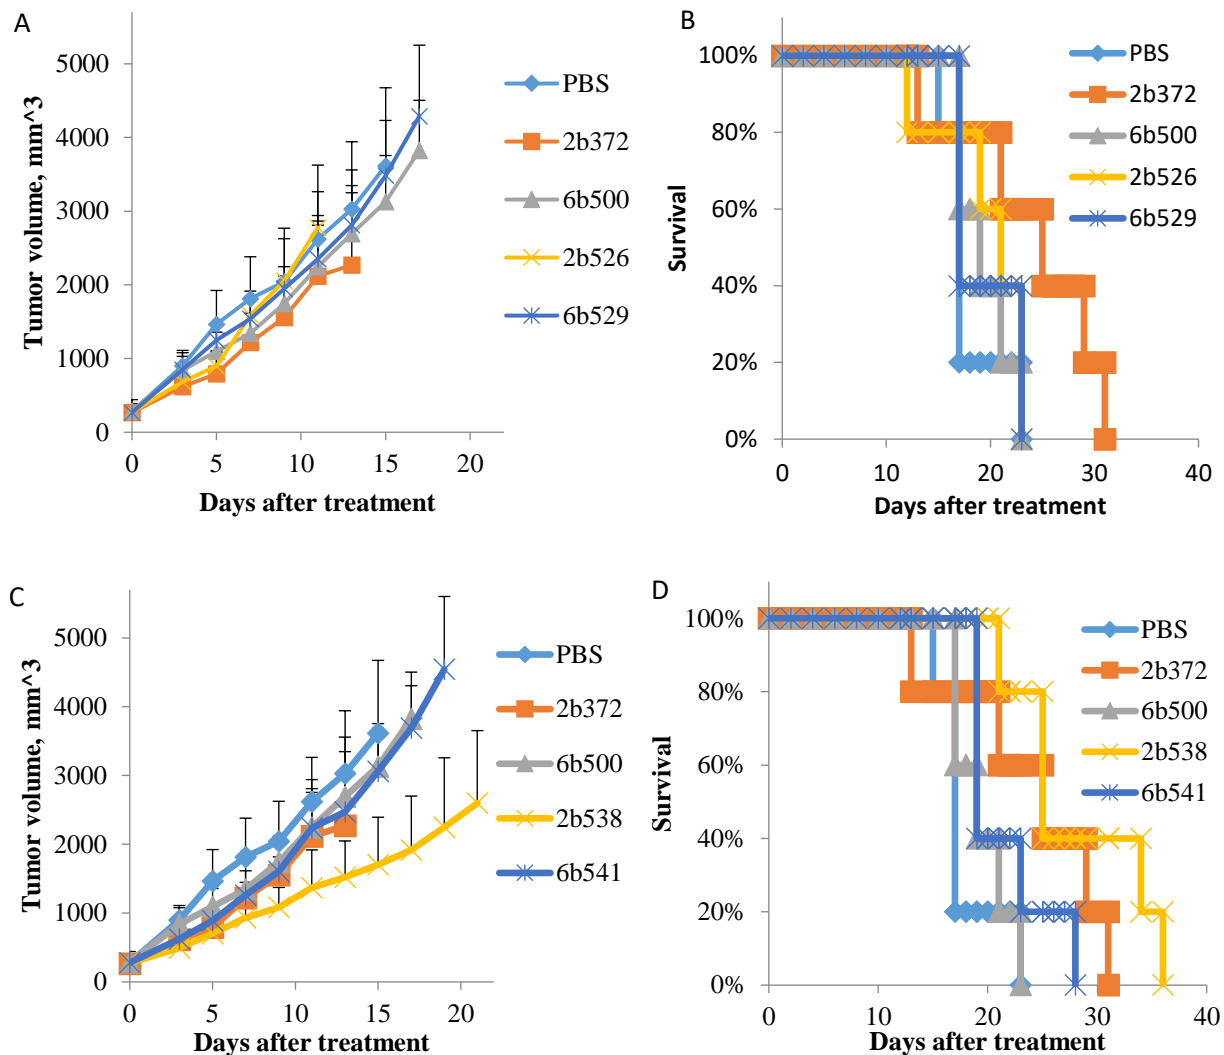 A
Tumor volume, mm^3
5000
4000
3000
2000
1000
0
0 5 10 15 20
Days after treatment
PBS
2b372
6b500
2b526
6b529
B
Survival
100%
80%
60%
40%
20%
0%
0 10 20 30 40
Days after treatment
PBS
2b372
6b500
2b526
6b529
C
Tumor volume, mm^3
5000
4000
3000
2000
1000
0
0 5 10 15 20
Days after treatment
PBS
2b372
6b500
2b538
6b541
D
Survival
100%
80%
60%
40%
20%
0%
0 10 20 30 40
Days after treatment
PBS
2b372
6b500
2b538
6b541